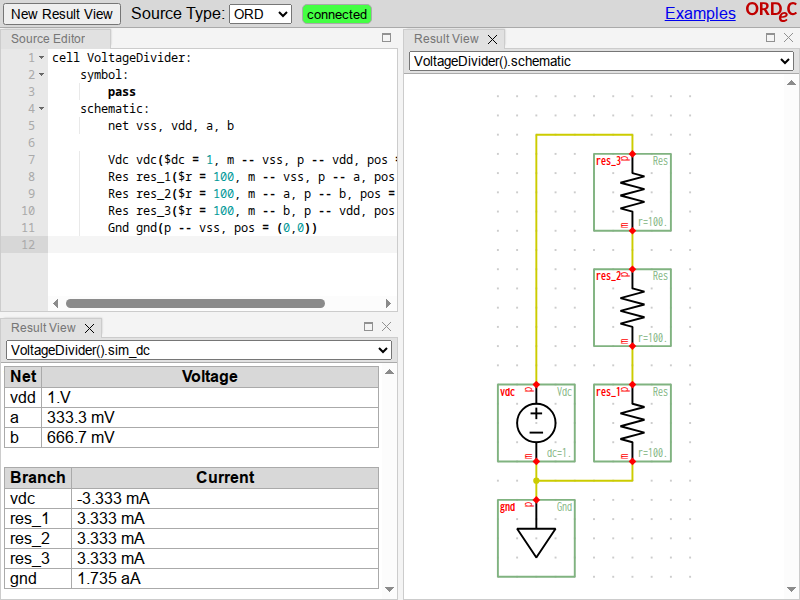 New Result View Source Type: ORD connected Examples ORDeC
Source Editor
1 cell VoltageDivider:
2 symbol:
3 pass
4 schematic:
5 net vss, vdd, a, b
6
7 Vdc vdc($dc = 1, m -- vss, p -- vdd, pos
8 Res res_1($r = 100, m -- vss, p -- a, pos
9 Res res_2($r = 100, m -- a, p -- b, pos =
10 Res res_3($r = 100, m -- b, p -- vdd, pos
11 Gnd gnd(p -- vss, pos = (0,0))
12
Result View
VoltageDivider().sim_dc
Net Voltage
vdd 1.V
a 333.3 mV
b 666.7 mV
Branch Current
vdc -3.333 mA
res_1 3.333 mA
res_2 3.333 mA
res_3 3.333 mA
gnd 1.735 aA
Result View
VoltageDivider().schematic
res_3 p Res
m r=100.
res_2 p Res
m r=100.
vdc p Vdc
m dc=1.
res_1 p Res
m r=100.
gnd p Gnd